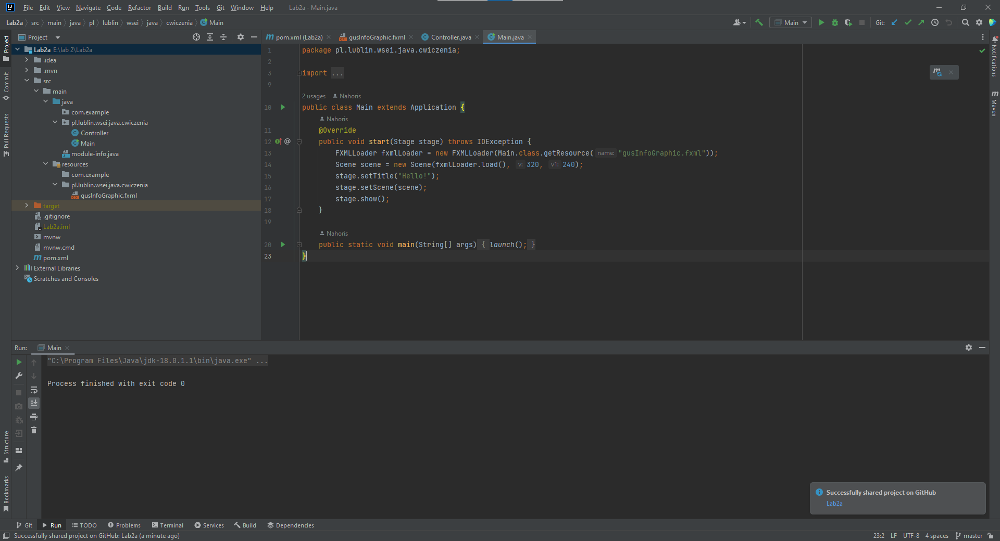 File Edit View Navigate Code Refactor Build Run Tools Git Window Help Lab2a - Main.java
Lab2a src main java pl lublin wsei java cwiczenia Main
Main Git:
Project
pom.xml (Lab2a) gusInfoGraphic.fxml Controller.java Main.java
Project
Commit
Pull Requests
Structure
Bookmarks
Notifications
Maven
Lab2a E:\lab 2\Lab2a
.idea
.mvn
src
main
java
com.example
pl.lublin.wsei.java.cwiczenia
Controller
Main
module-info.java
resources
com.example
pl.lublin.wsei.java.cwiczenia
gusInfoGraphic.fxml
target
.gitignore
Lab2a.iml
mvnw
mvnw.cmd
pom.xml
External Libraries
Scratches and Consoles
1 package pl.lublin.wsei.java.cwiczenia;
2
3 import ...
9
2 usages Nahoris
10 public class Main extends Application {
Nahoris
11 @Override
12 public void start(Stage stage) throws IOException {
13 FXMLLoader fxmlLoader = new FXMLLoader(Main.class.getResource( name: "gusInfoGraphic.fxml"));
14 Scene scene = new Scene(fxmlLoader.load(), v: 320, v1: 240);
15 stage.setTitle("Hello!");
16 stage.setScene(scene);
17 stage.show();
18 }
19
Nahoris
20 public static void main(String[] args) { launch(); }
23 }
Run: Main
"C:\Program Files\Java\jdk-18.0.1.1\bin\java.exe" ...
Process finished with exit code 0
Successfully shared project on GitHub
Lab2a
Git Run TODO Problems Terminal Services Build Dependencies
Successfully shared project on GitHub: Lab2a (a minute ago) 23:2 LF UTF-8 4 spaces master